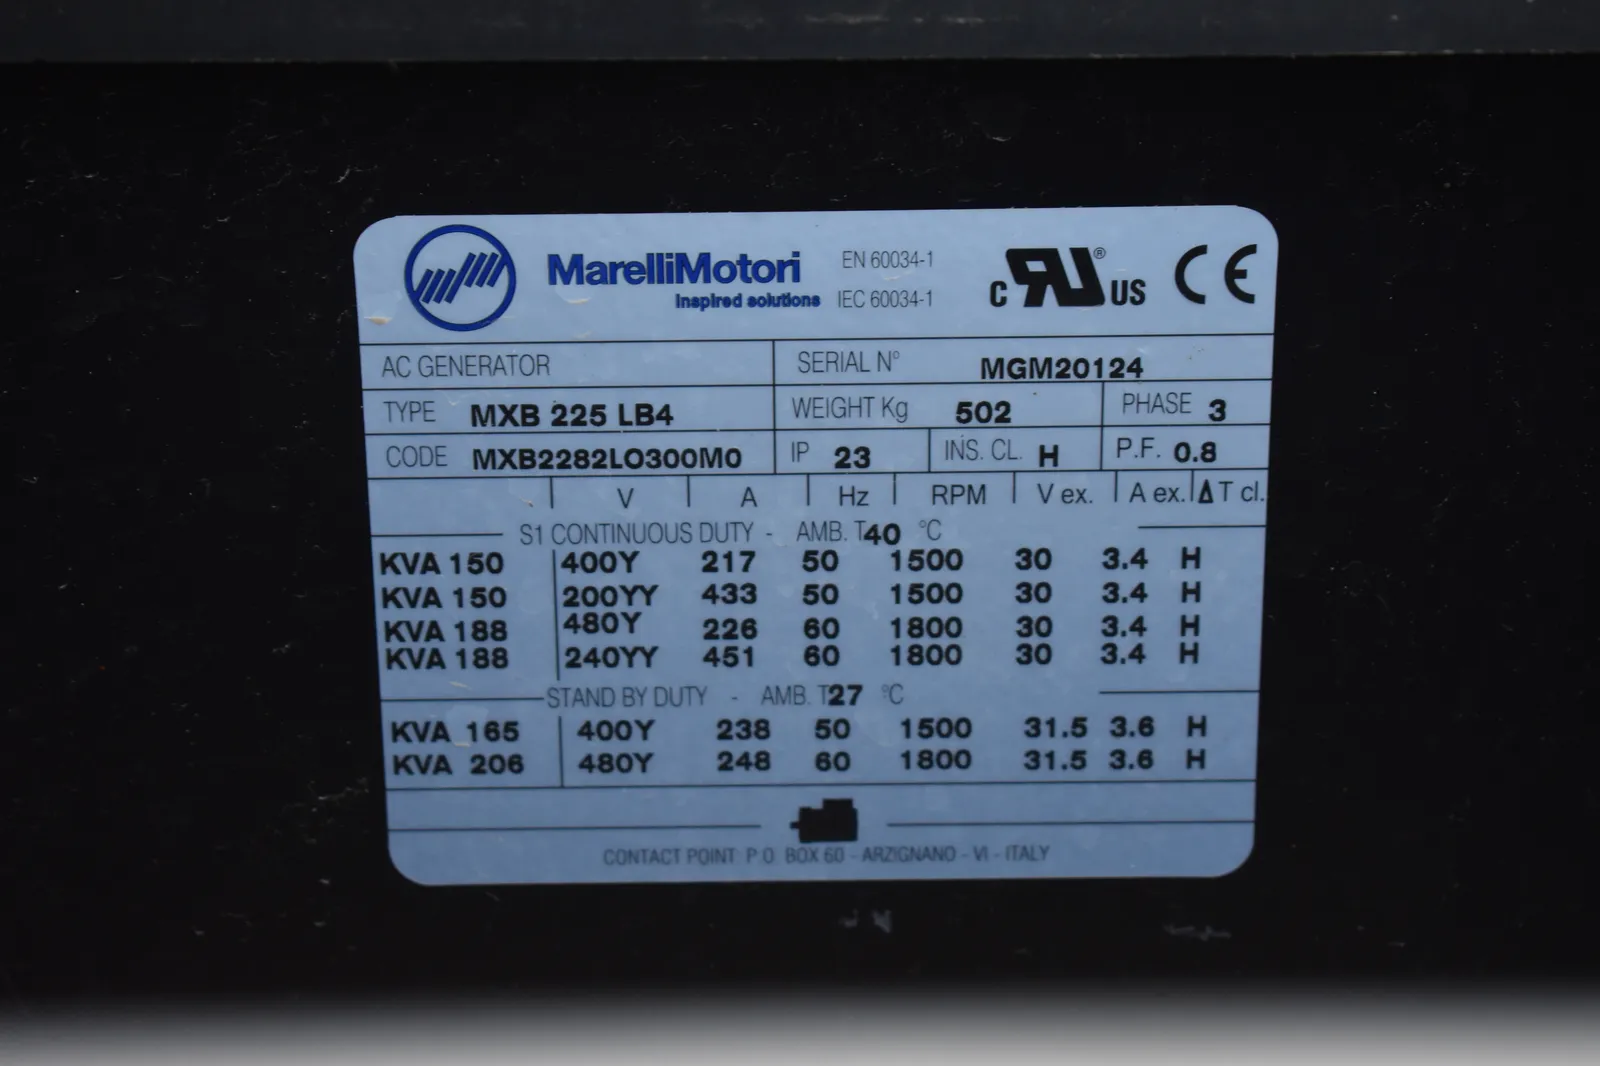 MarelliMotori
Inspired solutions
EN 60034-1
IEC 60034-1
C RU® US CE
AC GENERATOR SERIAL N° MGM20124
TYPE MXB 225 LB4 WEIGHT Kg 502 PHASE 3
CODE MXB2282LO300M0 IP 23 INS. CL. H P.F. 0.8
V A Hz RPM V ex. A ex. Δ T cl.
S1 CONTINUOUS DUTY - AMB. T 40 °C
KVA 150 400Y 217 50 1500 30 3.4 H
KVA 150 200YY 433 50 1500 30 3.4 H
KVA 188 480Y 226 60 1800 30 3.4 H
KVA 188 240YY 451 60 1800 30 3.4 H
STAND BY DUTY - AMB. T 27 °C
KVA 165 400Y 238 50 1500 31.5 3.6 H
KVA 206 480Y 248 60 1800 31.5 3.6 H
CONTACT POINT P.O. BOX 60 - ARZIGNANO - VI - ITALY